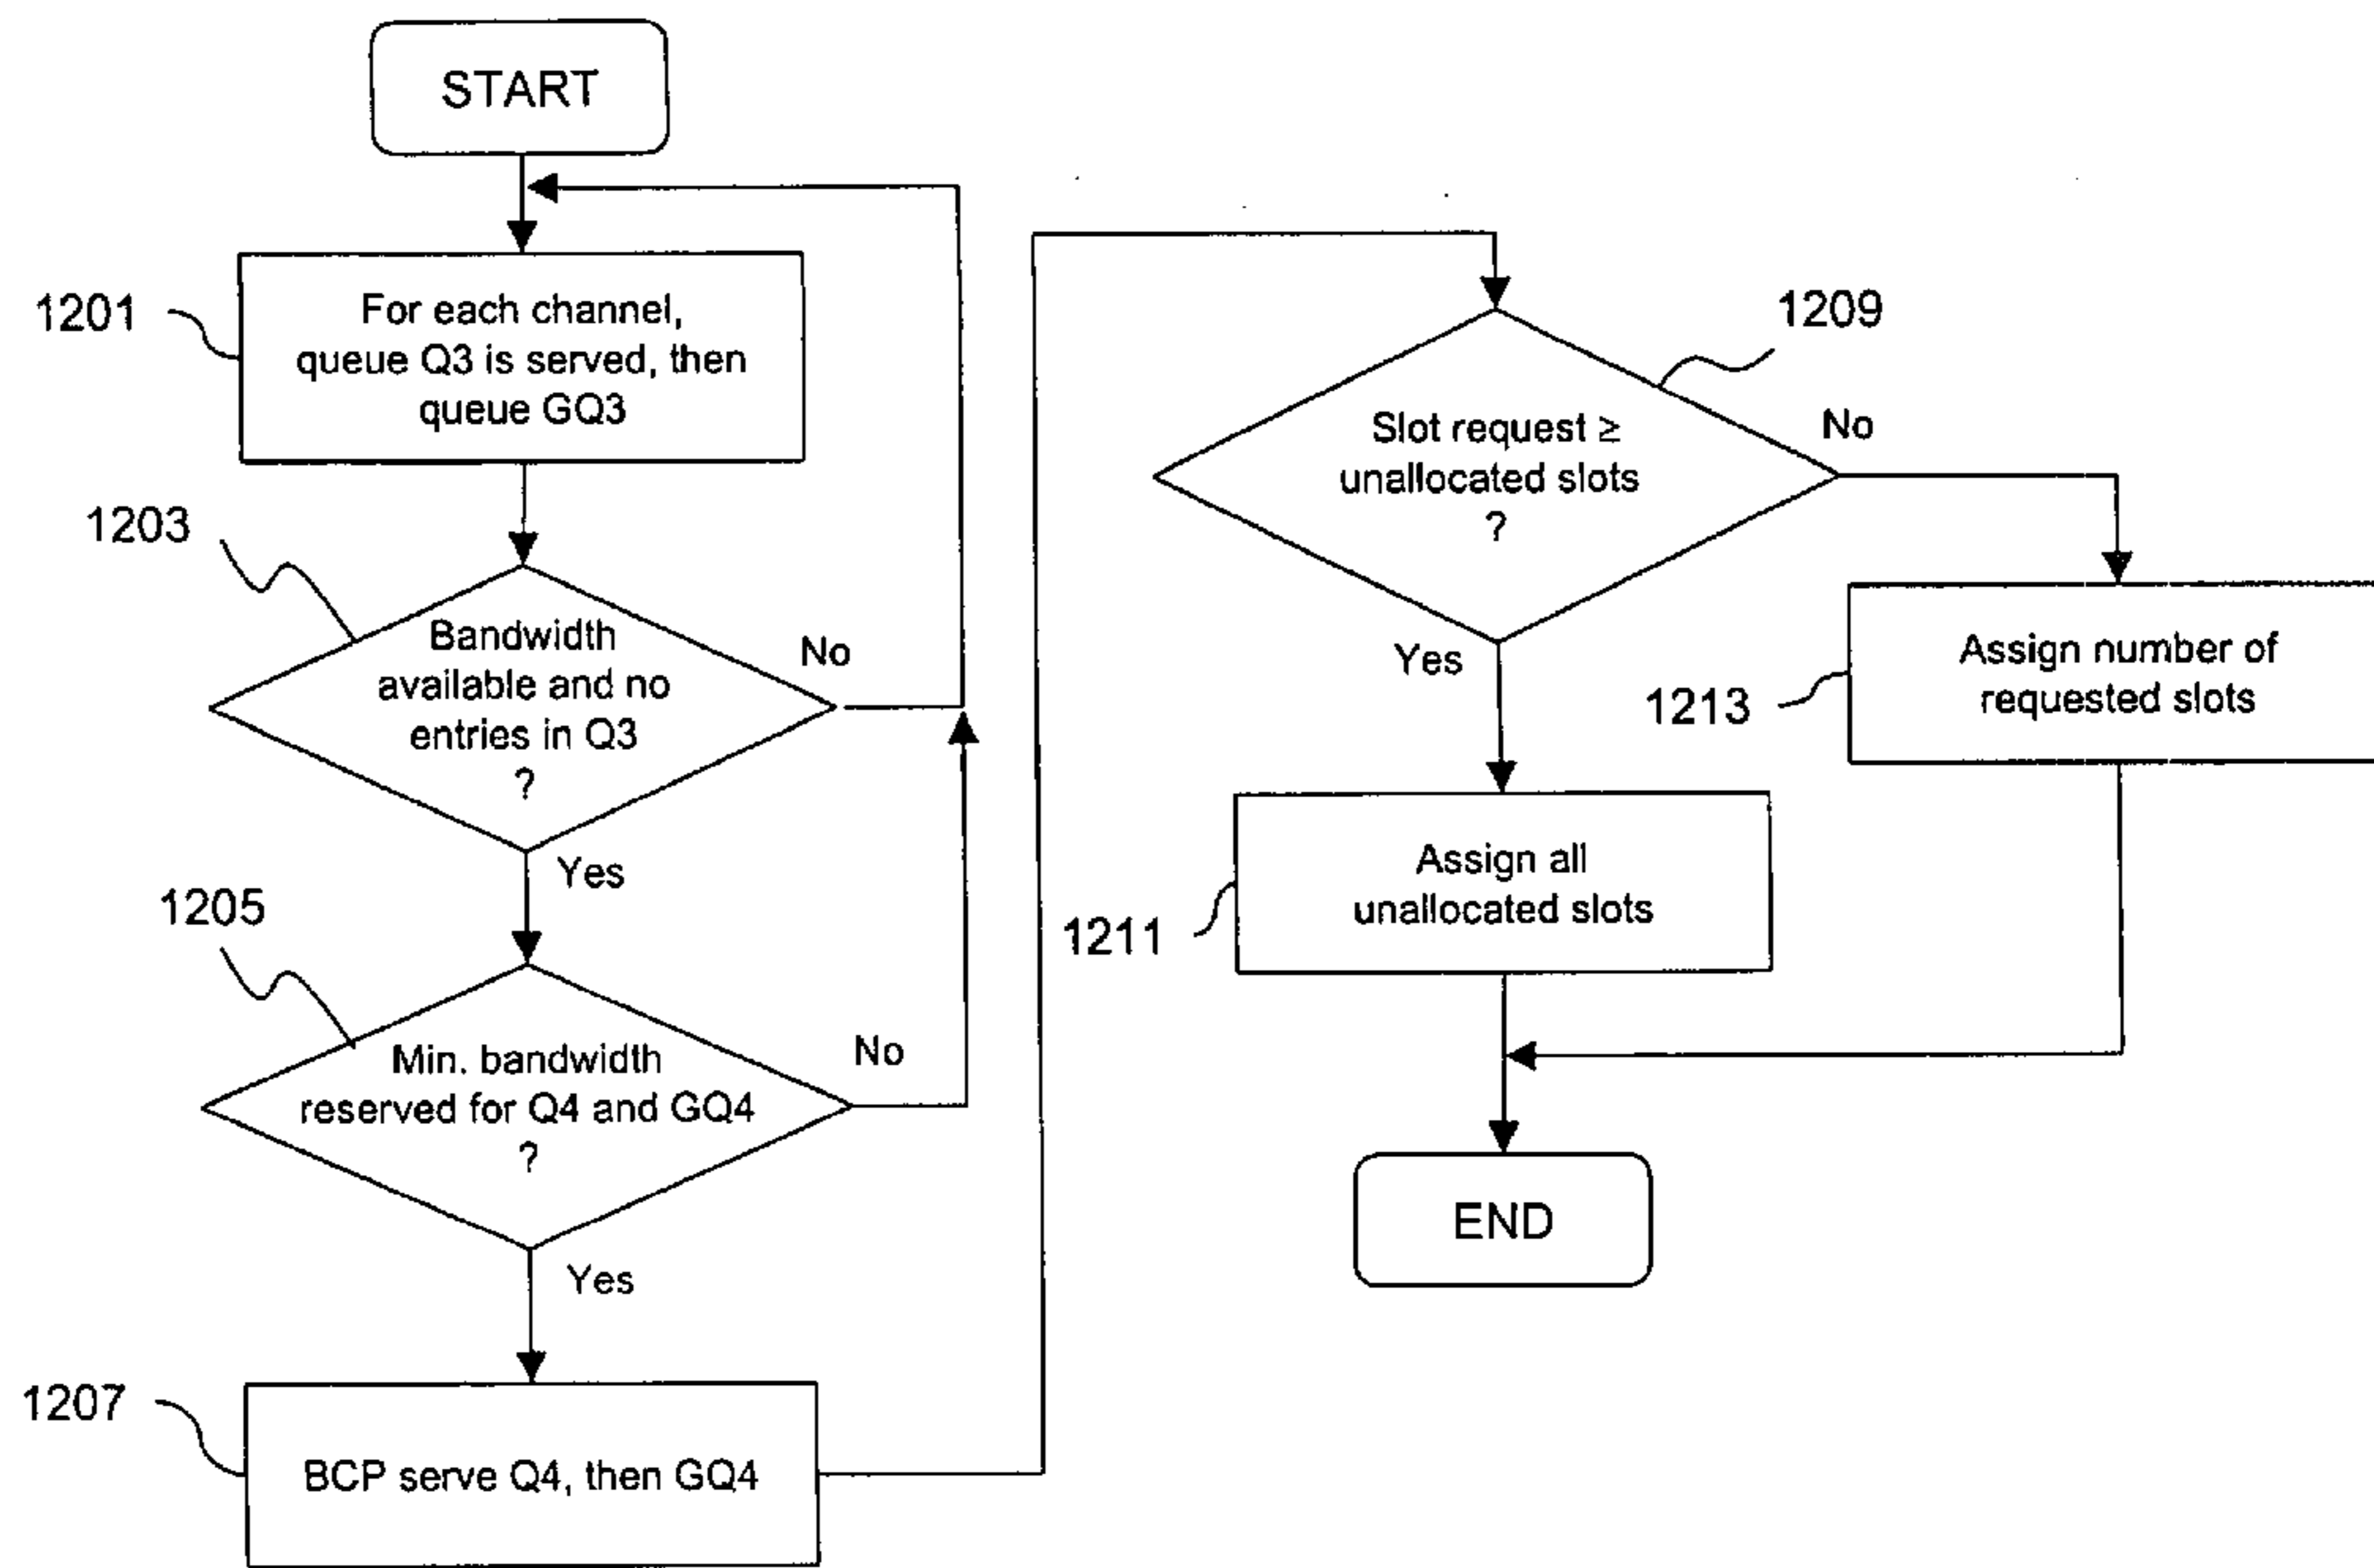 START
1201
For each channel,
queue Q3 is served, then
queue GQ3
1203
Bandwidth
available and no
entries in Q3
?
No
Yes
1205
Min. bandwidth
reserved for Q4 and GQ4
?
No
Yes
1207
BCP serve Q4, then GQ4
1209
Slot request ≥
unallocated slots
?
No
Yes
1213
Assign number of
requested slots
1211
Assign all
unallocated slots
END